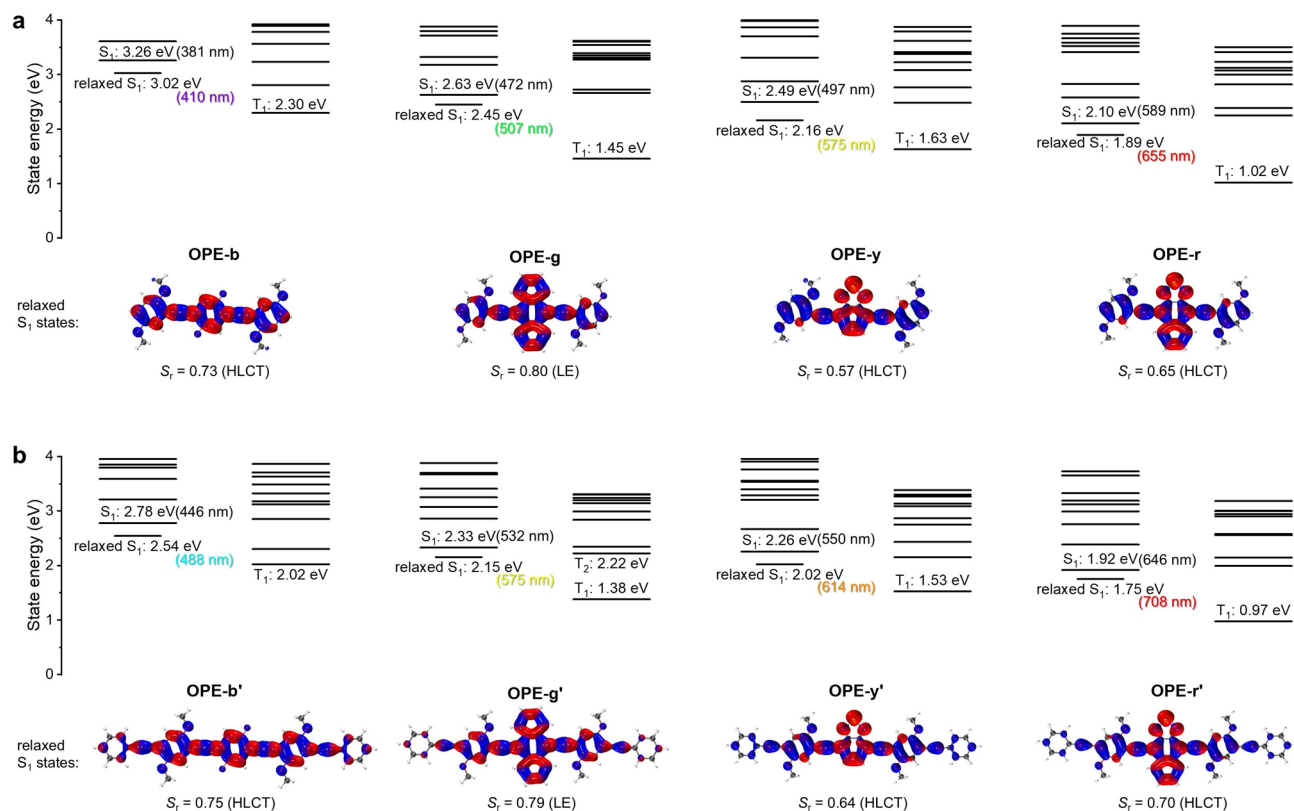 a
State energy (eV)
4
3
2
1
0
S1: 3.26 eV (381 nm)
relaxed S1: 3.02 eV
(410 nm)
T1: 2.30 eV
S1: 2.63 eV (472 nm)
relaxed S1: 2.45 eV
(507 nm)
T1: 1.45 eV
S1: 2.49 eV (497 nm)
relaxed S1: 2.16 eV
(575 nm)
T1: 1.63 eV
S1: 2.10 eV (589 nm)
relaxed S1: 1.89 eV
(655 nm)
T1: 1.02 eV
OPE-b
OPE-g
OPE-y
OPE-r
relaxed
S1 states:
Sr = 0.73 (HLCT)
Sr = 0.80 (LE)
Sr = 0.57 (HLCT)
Sr = 0.65 (HLCT)
b
State energy (eV)
4
3
2
1
0
S1: 2.78 eV (446 nm)
relaxed S1: 2.54 eV
(488 nm)
T1: 2.02 eV
S1: 2.33 eV (532 nm)
relaxed S1: 2.15 eV
(575 nm)
T2: 2.22 eV
T1: 1.38 eV
S1: 2.26 eV (550 nm)
relaxed S1: 2.02 eV
(614 nm)
T1: 1.53 eV
S1: 1.92 eV (646 nm)
relaxed S1: 1.75 eV
(708 nm)
T1: 0.97 eV
OPE-b'
OPE-g'
OPE-y'
OPE-r'
relaxed
S1 states:
Sr = 0.75 (HLCT)
Sr = 0.79 (LE)
Sr = 0.64 (HLCT)
Sr = 0.70 (HLCT)